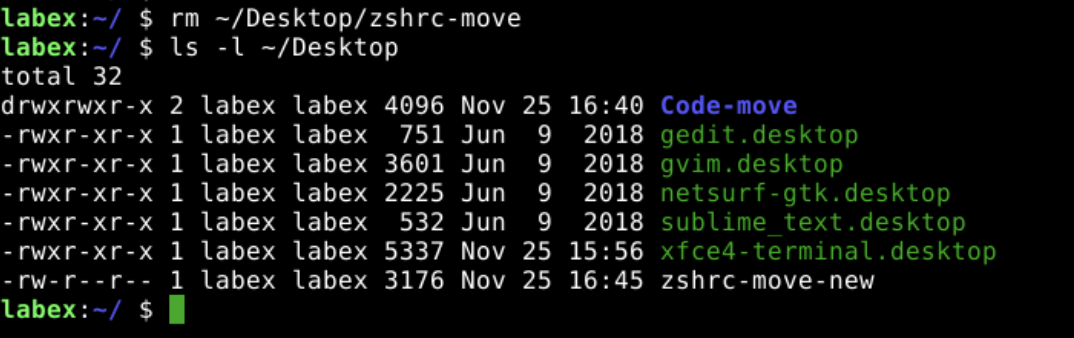 labex:~/ $ rm ~/Desktop/zshrc-move
labex:~/ $ ls -l ~/Desktop
total 32
drwxrwxr-x 2 labex labex 4096 Nov 25 16:40 Code-move
-rwxr-xr-x 1 labex labex  751 Jun  9  2018 gedit.desktop
-rwxr-xr-x 1 labex labex 3601 Jun  9  2018 gvim.desktop
-rwxr-xr-x 1 labex labex 2225 Jun  9  2018 netsurf-gtk.desktop
-rwxr-xr-x 1 labex labex  532 Jun  9  2018 sublime_text.desktop
-rwxr-xr-x 1 labex labex 5337 Nov 25 15:56 xfce4-terminal.desktop
-rw-r--r-- 1 labex labex 3176 Nov 25 16:45 zshrc-move-new
labex:~/ $